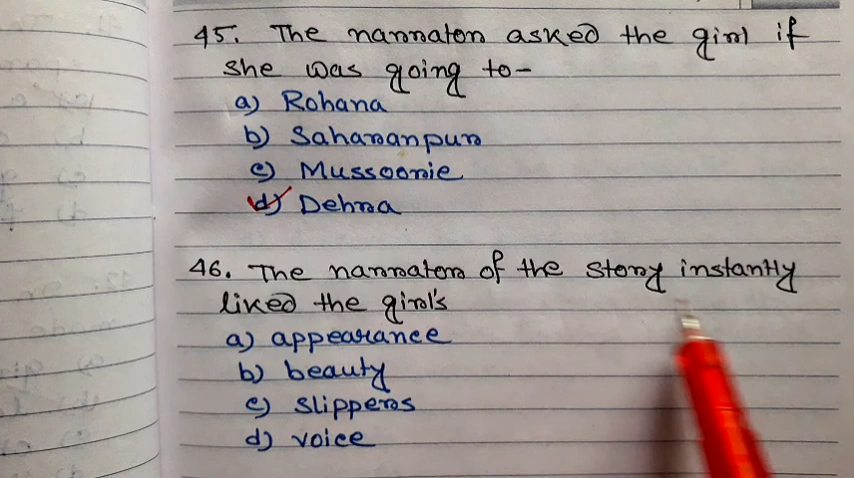 45. The narrator asked the girl if
she was going to-
a) Rohana
b) Saharanpur
c) Mussoorie
d) Dehra
46. The narrator of the story instantly
liked the girl's
a) appearance
b) beauty
c) slippers
d) voice